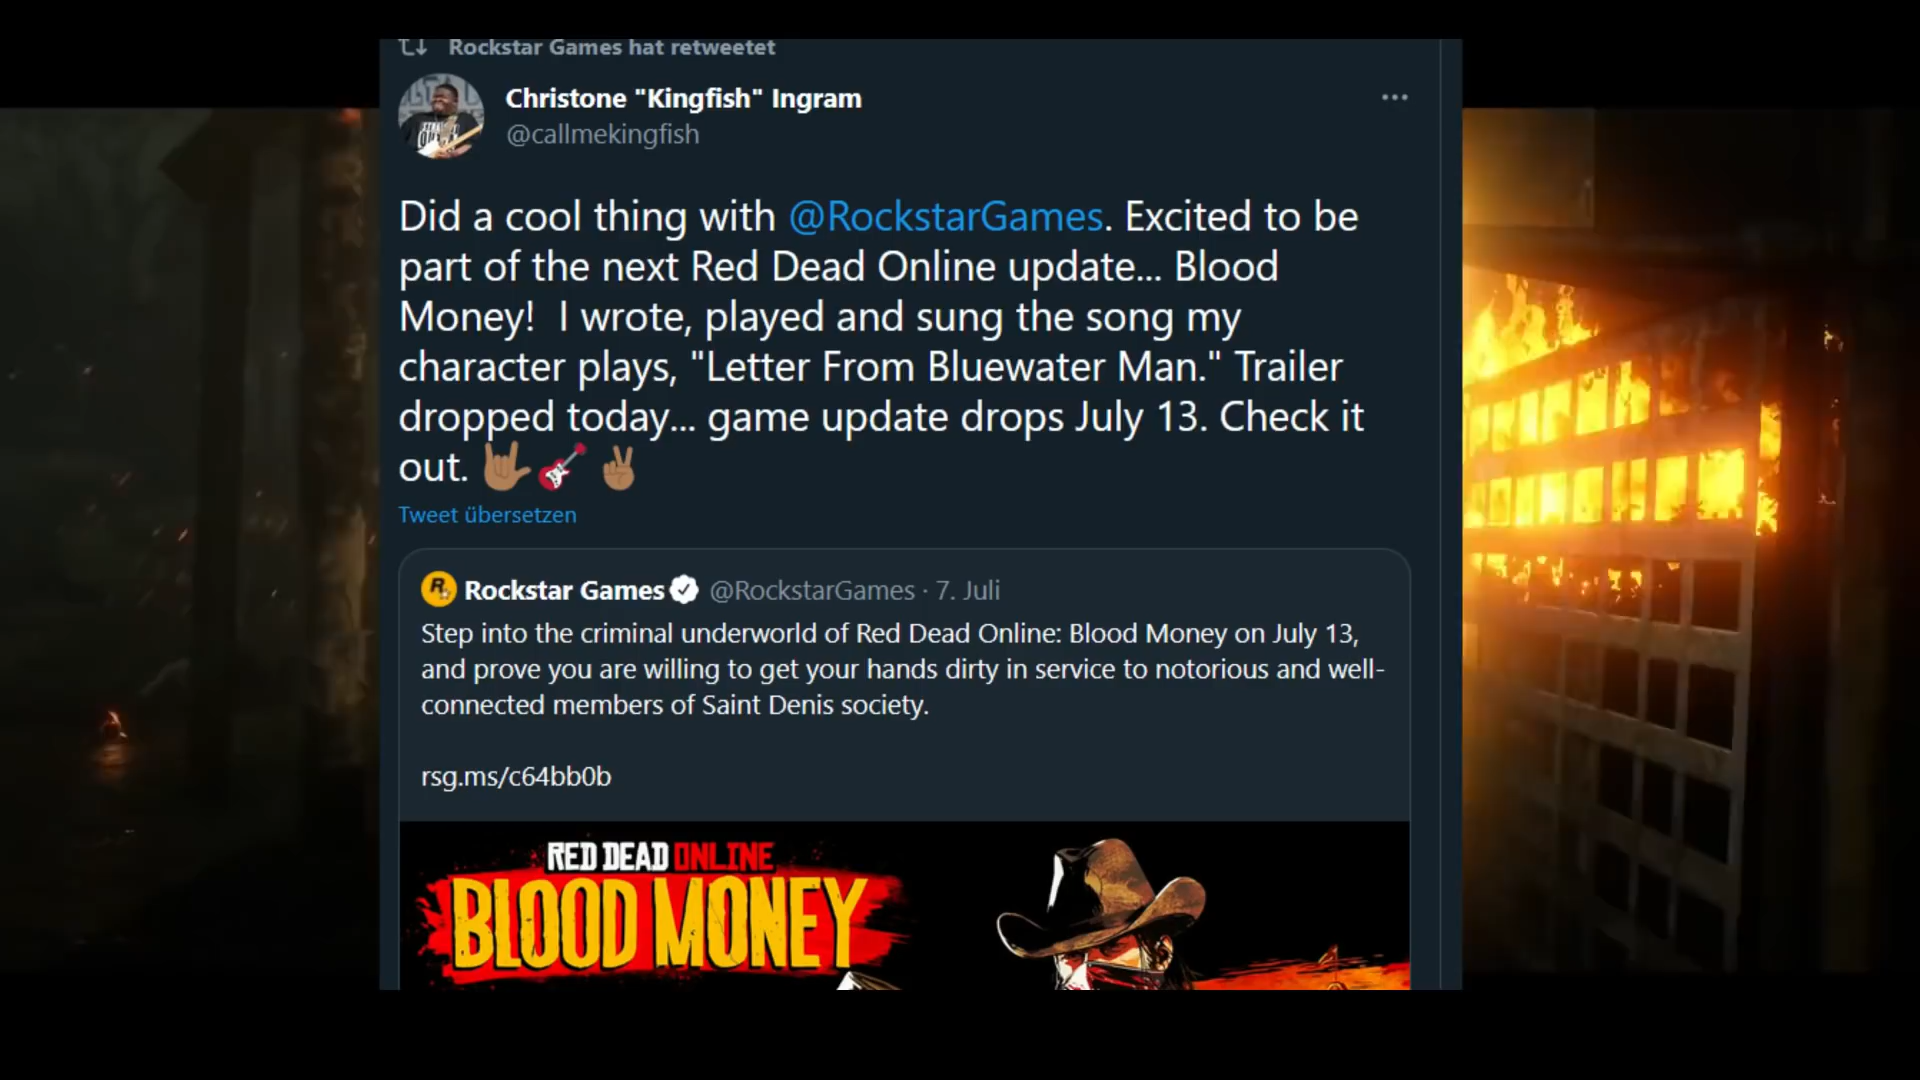 Rockstar Games hat retweetet
Christone "Kingfish" Ingram
@callmekingfish
Did a cool thing with @RockstarGames. Excited to be
part of the next Red Dead Online update... Blood
Money! I wrote, played and sung the song my
character plays, "Letter From Bluewater Man." Trailer
dropped today... game update drops July 13. Check it
out. 🤟🏾🎸✌🏾
Tweet übersetzen
Rockstar Games @RockstarGames · 7. Juli
Step into the criminal underworld of Red Dead Online: Blood Money on July 13,
and prove you are willing to get your hands dirty in service to notorious and well-
connected members of Saint Denis society.
rsg.ms/c64bb0b
RED DEAD ONLINE
BLOOD MONEY